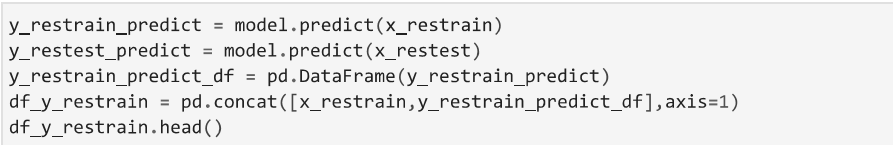 y_restrain_predict = model.predict(x_restrain)
y_restest_predict = model.predict(x_restest)
y_restrain_predict_df = pd.DataFrame(y_restrain_predict)
df_y_restrain = pd.concat([x_restrain,y_restrain_predict_df],axis=1)
df_y_restrain.head()